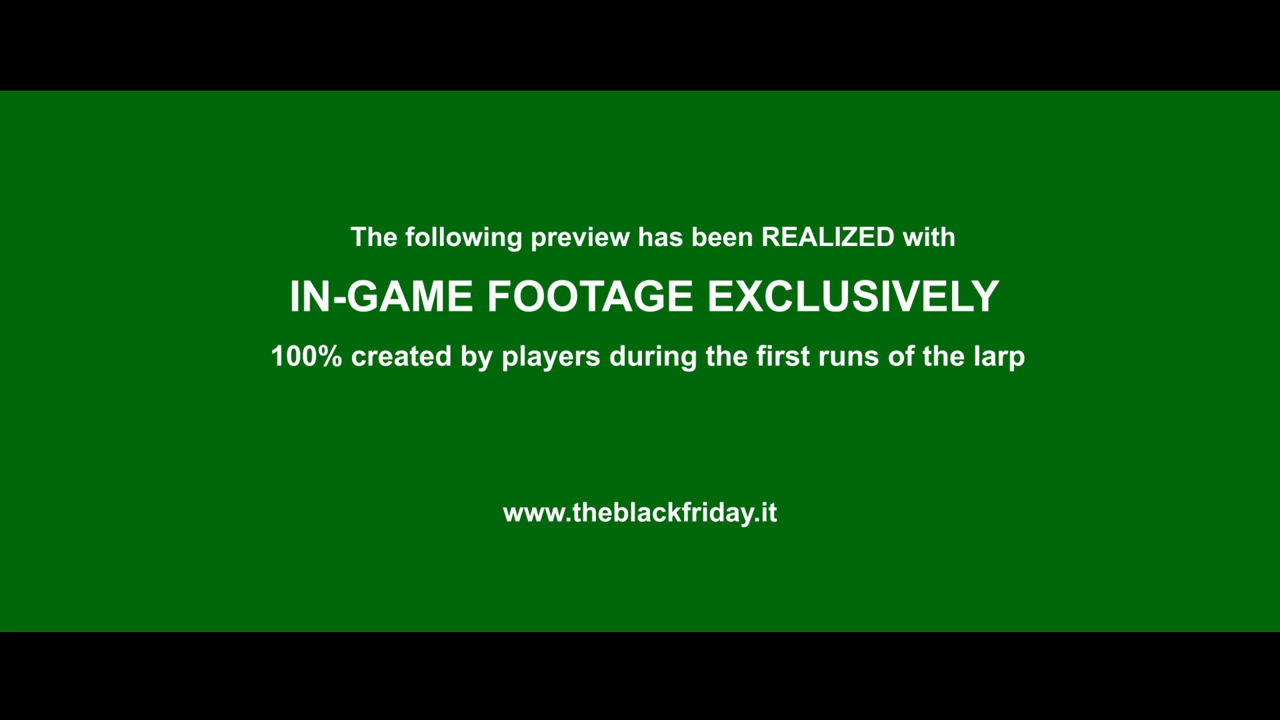 The following preview has been REALIZED with
IN-GAME FOOTAGE EXCLUSIVELY
100% created by players during the first runs of the larp
www.theblackfriday.it